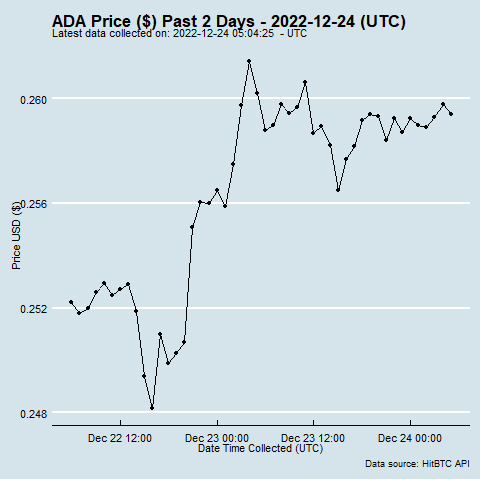 ADA Price ($) Past 2 Days - 2022-12-24 (UTC)
Latest data collected on: 2022-12-24 05:04:25  - UTC
0.260
0.256
0.252
0.248
Price USD ($)
Dec 22 12:00
Dec 23 00:00
Dec 23 12:00
Dec 24 00:00
Date Time Collected (UTC)
Data source: HitBTC API